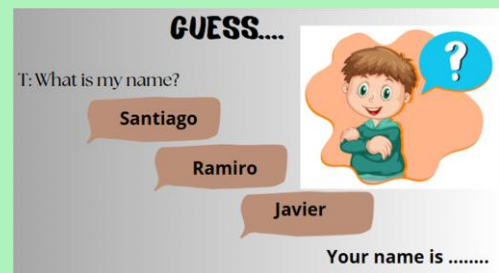 GUESS....
T: What is my name?
?
Santiago
Ramiro
Javier
Your name is ........